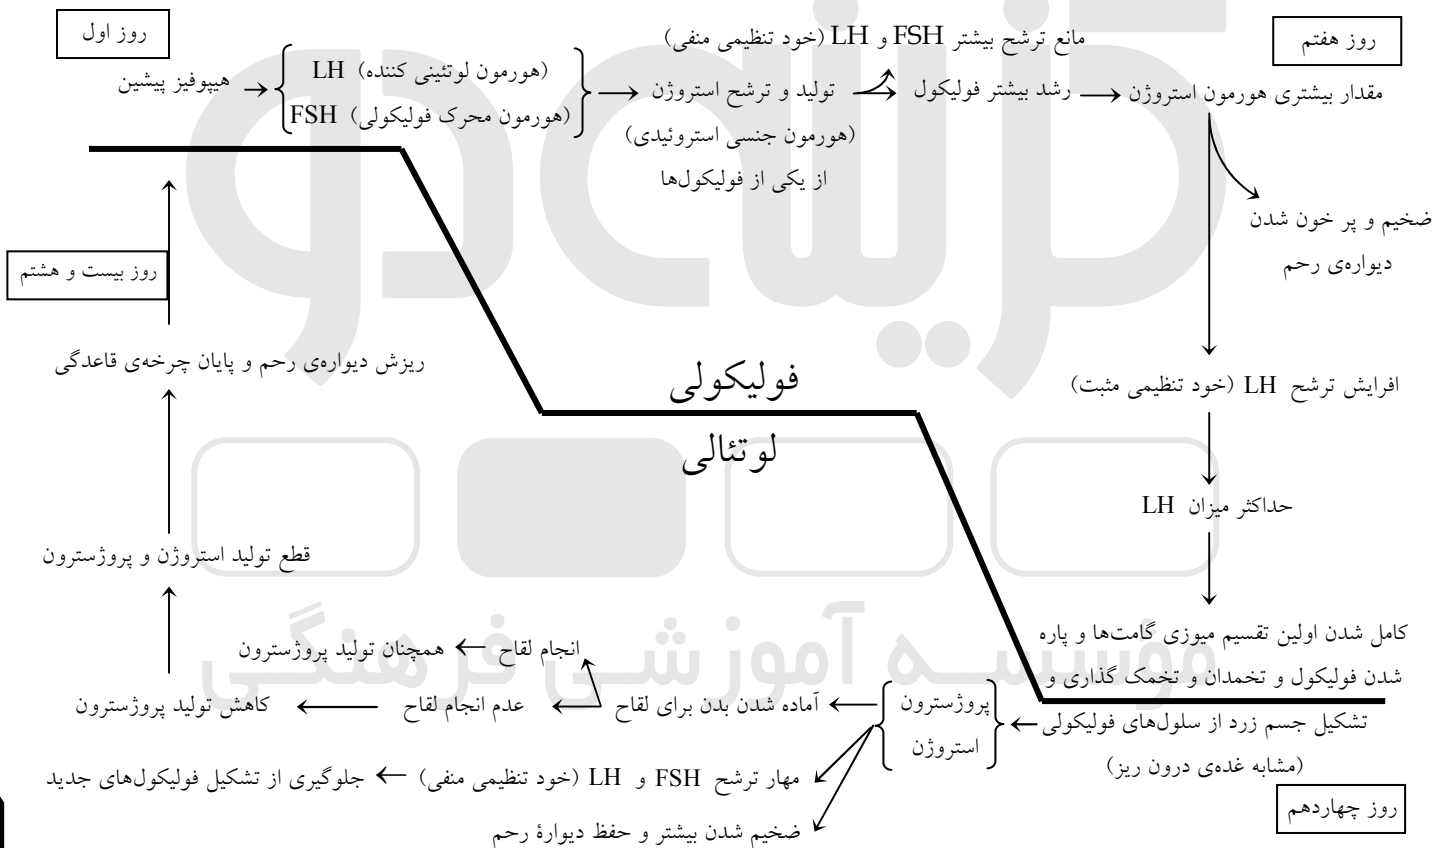 روز اول
هیپوفیز پیشین
(هورمون لوتئینی کننده) LH
(هورمون محرک فولیکولی) FSH
تولید و ترشح استروژن
(هورمون جنسی استروئیدی)
از یکی از فولیکول‌ها
مانع ترشح بیشتر FSH و LH (خود تنظیمی منفی)
رشد بیشتر فولیکول
مقدار بیشتری هورمون استروژن
روز هفتم
ضخیم و پر خون شدن
دیواره‌ی رحم
افرایش ترشح LH (خود تنظیمی مثبت)
حداکثر میزان LH
کامل شدن اولین تقسیم میوزی گامت‌ها و پاره
شدن فولیکول و تخمدان و تخمک گذاری و
تشکیل جسم زرد از سلول‌های فولیکولی
(مشابه غده‌ی درون ریز)
روز چهاردهم
فولیکولی
لوتئالی
پروژسترون
استروژن
آماده شدن بدن برای لقاح
انجام لقاح
همچنان تولید پروژسترون
عدم انجام لقاح
کاهش تولید پروژسترون
مهار ترشح FSH و LH (خود تنظیمی منفی)
جلوگیری از تشکیل فولیکول‌های جدید
ضخیم شدن بیشتر و حفظ دیوارهٔ رحم
قطع تولید استروژن و پروژسترون
ریزش دیواره‌ی رحم و پایان چرخه‌ی قاعدگی
روز بیست و هشتم
گزینه دو
مؤسسه آموزشی فرهنگی